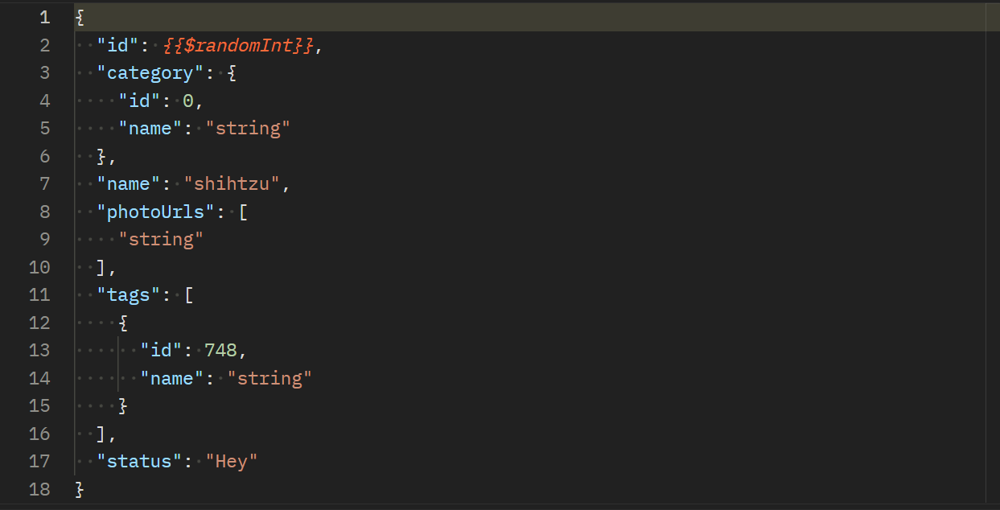 1 {
2   "id": {{$randomInt}},
3   "category": {
4     "id": 0,
5     "name": "string"
6   },
7   "name": "shihtzu",
8   "photoUrls": [
9     "string"
10   ],
11   "tags": [
12     {
13       "id": 748,
14       "name": "string"
15     }
16   ],
17   "status": "Hey"
18 }